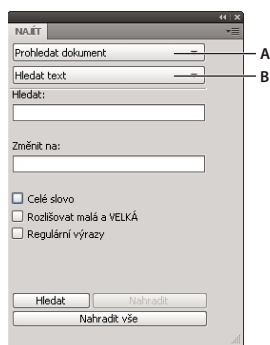 NAJÍT
Prohledat dokument
A
Hledat text
B
Hledat:
Změnit na:
Celé slovo
Rozlišovat malá a VELKÁ
Regulární výrazy
Hledat Nahradit
Nahradit vše